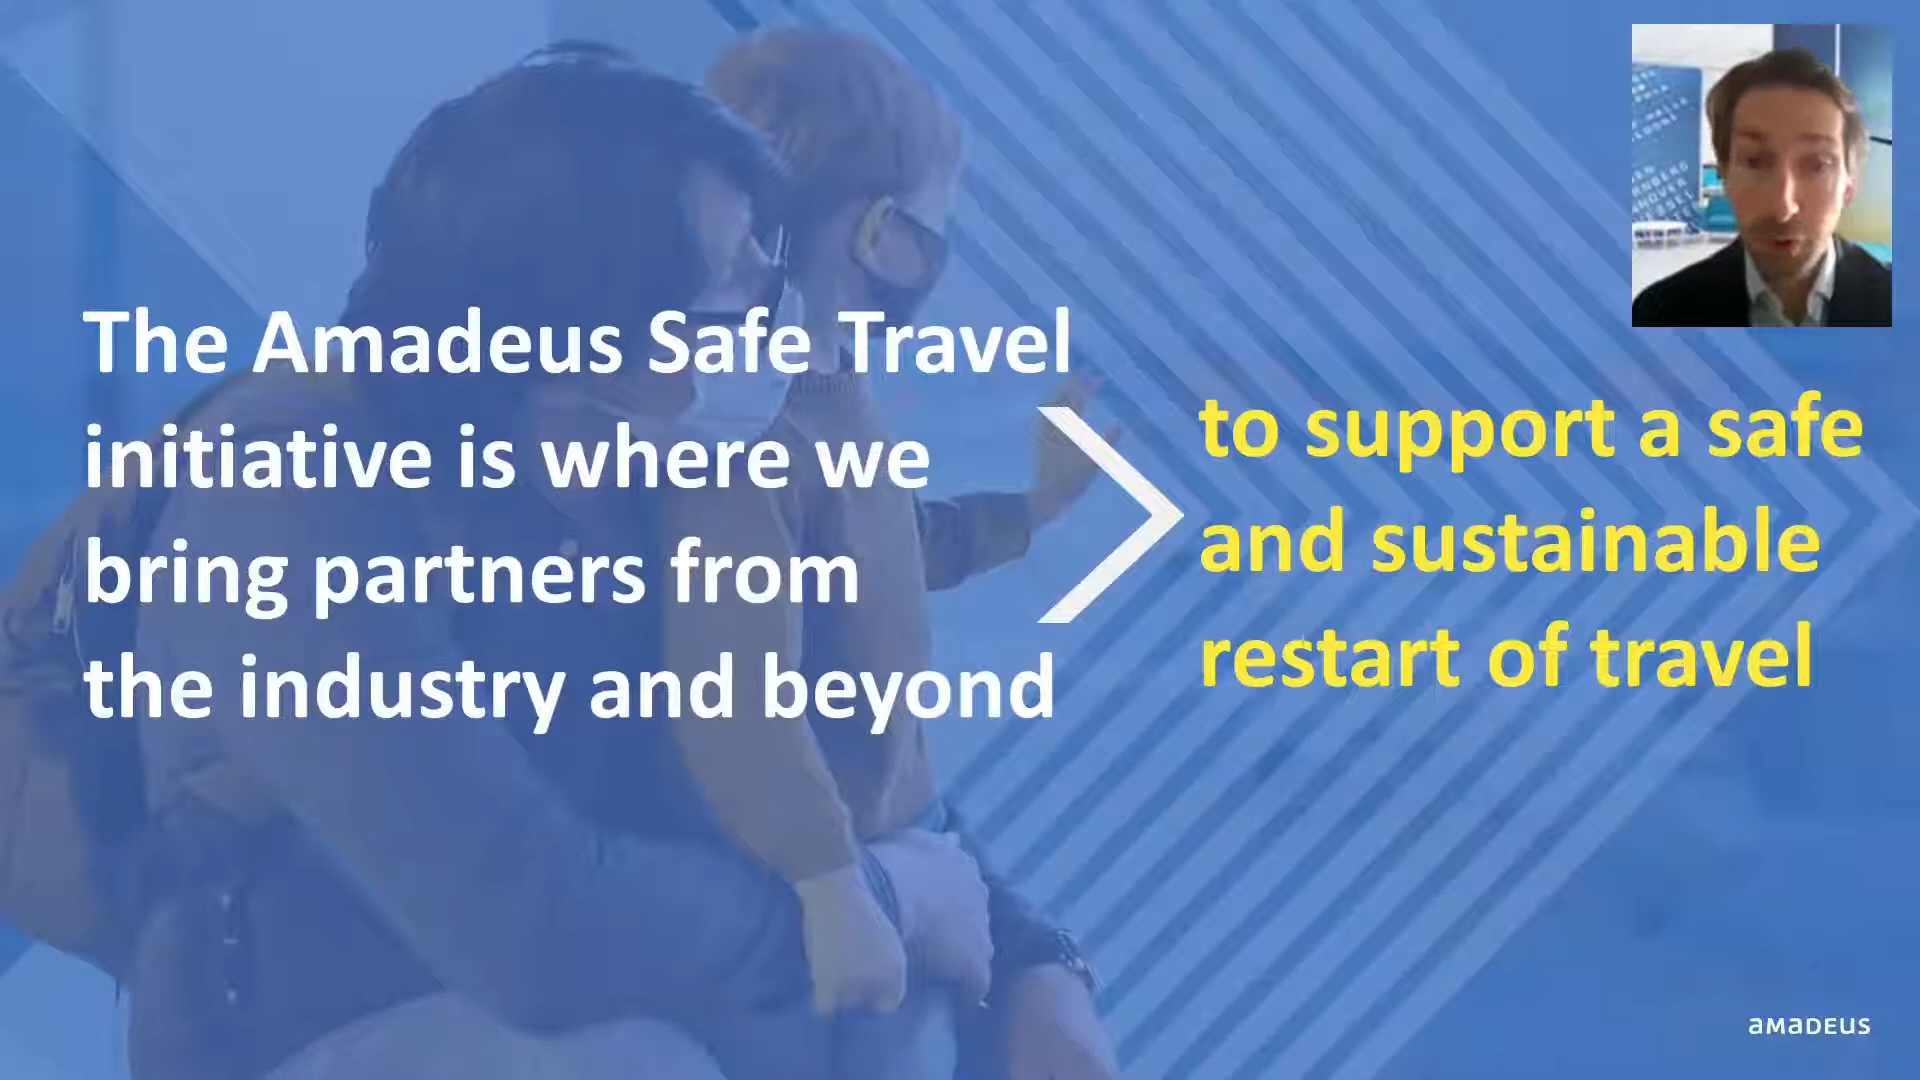 The Amadeus Safe Travel
initiative is where we
bring partners from
the industry and beyond
to support a safe
and sustainable
restart of travel
amadeus